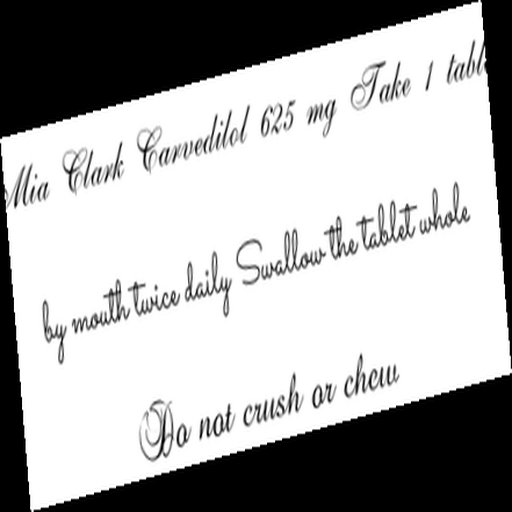 Mia Clark Carvedilol 625 mg Take 1 tabl
by mouth twice daily Swallow the tablet whole
Do not crush or chew